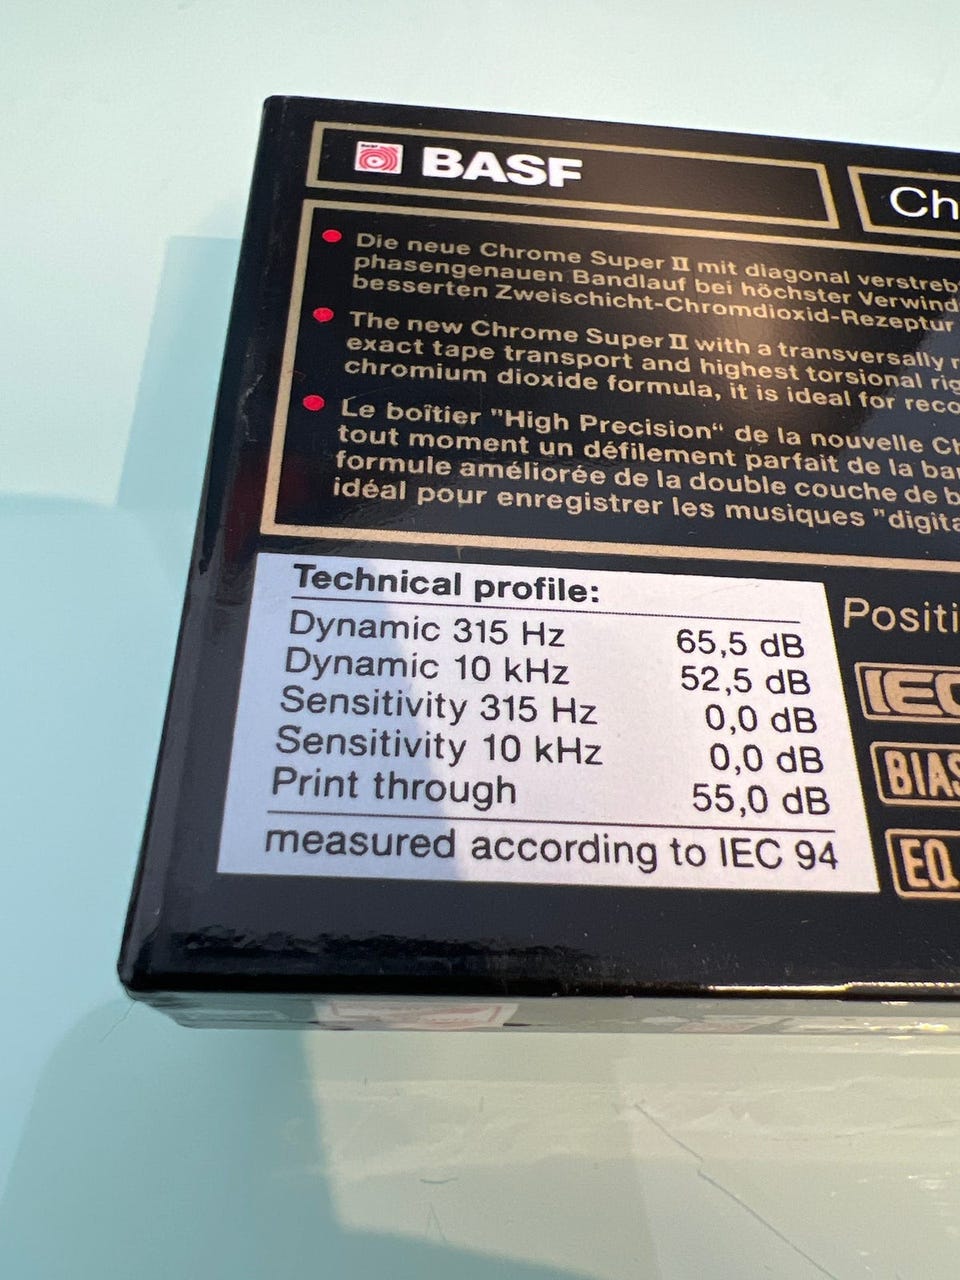 BASF
Ch
Die neue Chrome Super II mit diagonal verstreb
phasengenauen Bandlauf bei höchster Verwind
besserten Zweischicht-Chromdioxid-Rezeptur
The new Chrome Super II with a transversally r
exact tape transport and highest torsional rig
chromium dioxide formula, it is ideal for reco
Le boîtier "High Precision“ de la nouvelle Ch
tout moment un défilement parfait de la ba
formule améliorée de la double couche de b
idéal pour enregistrer les musiques "digita
Technical profile:
Dynamic 315 Hz 65,5 dB
Dynamic 10 kHz 52,5 dB
Sensitivity 315 Hz 0,0 dB
Sensitivity 10 kHz 0,0 dB
Print through 55,0 dB
measured according to IEC 94
Positi
IEC
BIAS
EQ.